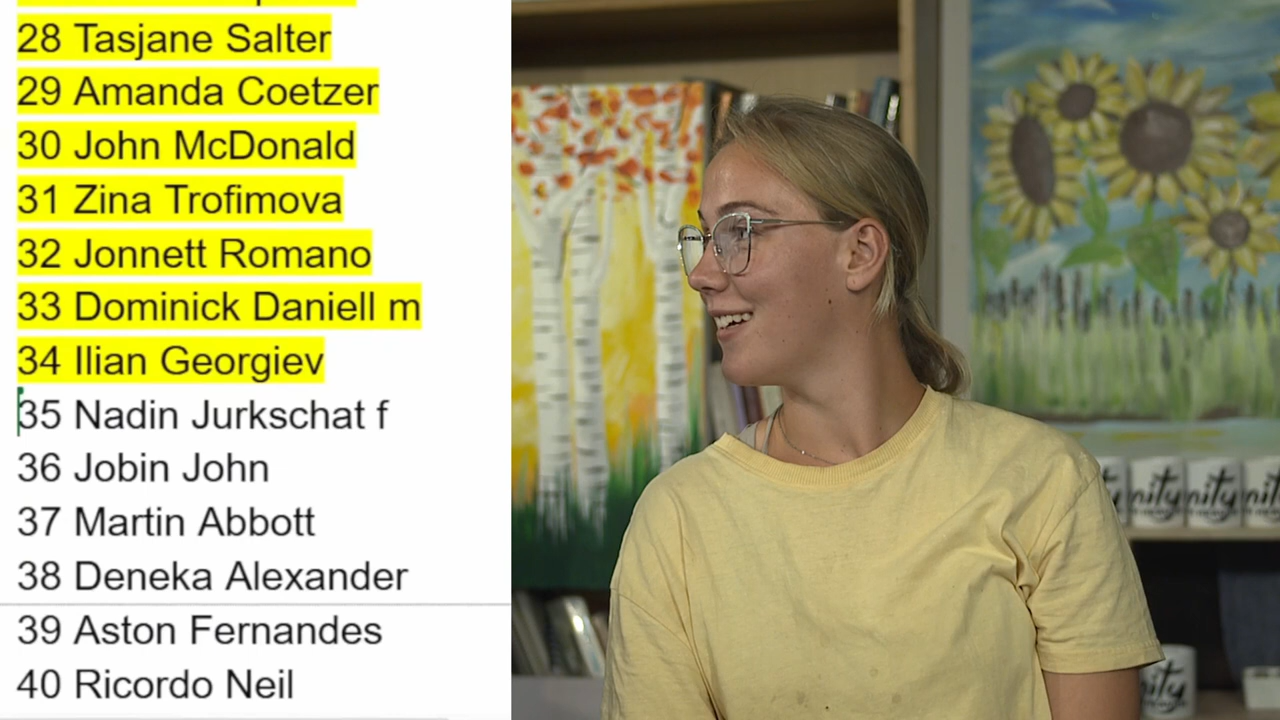 28 Tasjane Salter
29 Amanda Coetzer
30 John McDonald
31 Zina Trofimova
32 Jonnett Romano
33 Dominick Daniell m
34 Ilian Georgiev
35 Nadin Jurkschat f
36 Jobin John
37 Martin Abbott
38 Deneka Alexander
39 Aston Fernandes
40 Ricordo Neil